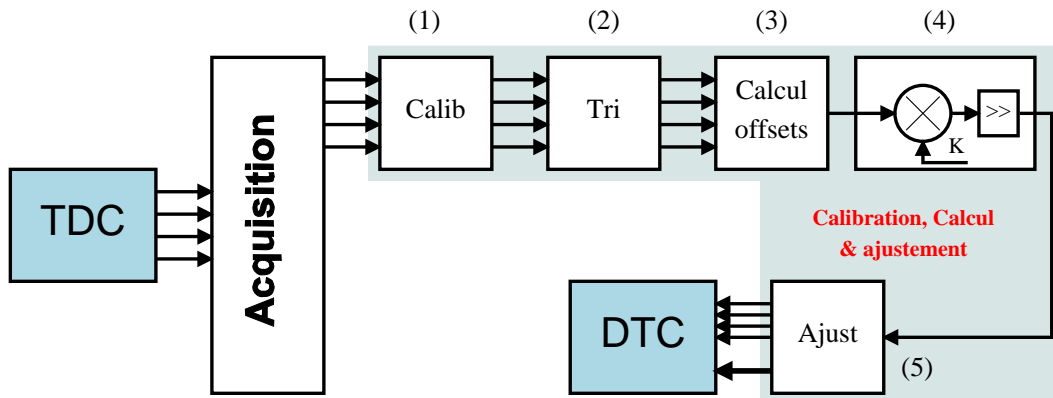 (1)
(2)
(3)
(4)
Calib
Tri
Calcul
offsets
>>
K
Acquisition
TDC
Calibration, Calcul
& ajustement
DTC
Ajust
(5)